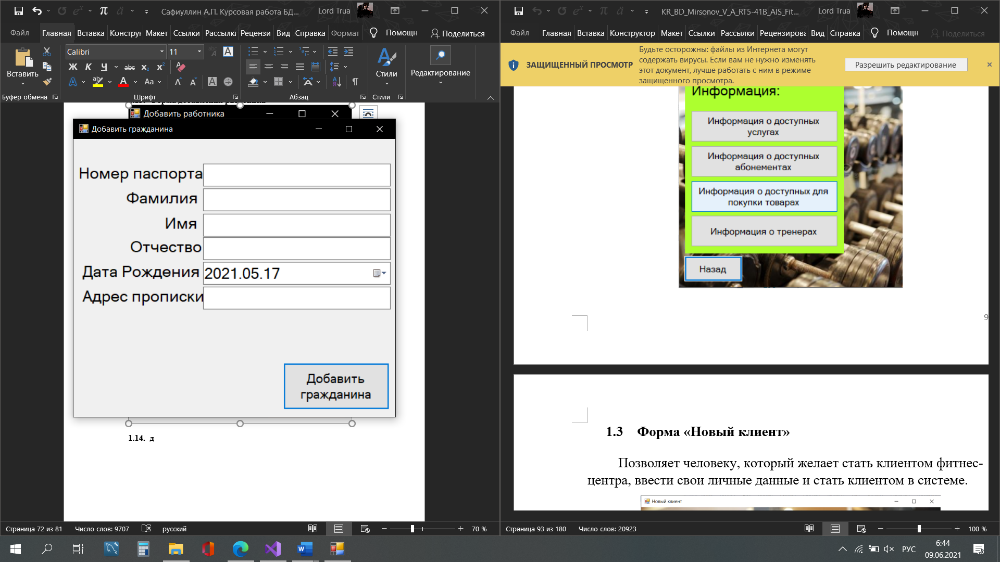 Сафиуллин А.П. Курсовая работа БД...
Lord Trua
Файл
Главная
Вставка
Конструк
Макет
Ссылки
Рассылки
Рецензи
Вид
Справка
Формат
Помощн
Поделиться
Вставить
Calibri
11
Ж К Ч abc x₂ x²
Aa
Стили
Редактирование
Буфер обмена
Шрифт
Абзац
Стили
Добавить работника
Добавить гражданина
Номер паспорта
Фамилия
Имя
Отчество
Дата Рождения
2021.05.17
Адрес прописки
Добавить
гражданина
1.14. д
Страница 72 из 81
Число слов: 9707
русский
70 %
KR_BD_Mirsonov_V_A_RT5-41B_AIS_Fit...
Lord Trua
Файл
Главная
Вставка
Конструктор
Макет
Ссылки
Рассылки
Рецензирова
Вид
Справка
Помощн
Поделиться
ЗАЩИЩЕННЫЙ ПРОСМОТР
Будьте осторожны: файлы из Интернета могут
содержать вирусы. Если вам не нужно изменять
этот документ, лучше работать с ним в режиме
защищенного просмотра.
Разрешить редактирование
Информация:
Информация о доступных
услугах
Информация о доступных
абонементах
Информация о доступных для
покупки товарах
Информация о тренерах
Назад
9
1.3 Форма «Новый клиент»
Позволяет человеку, который желает стать клиентом фитнес-
центра, ввести свои личные данные и стать клиентом в системе.
Новый клиент
Страница 93 из 180
Число слов: 20923
100 %
РУС
6:44
09.06.2021